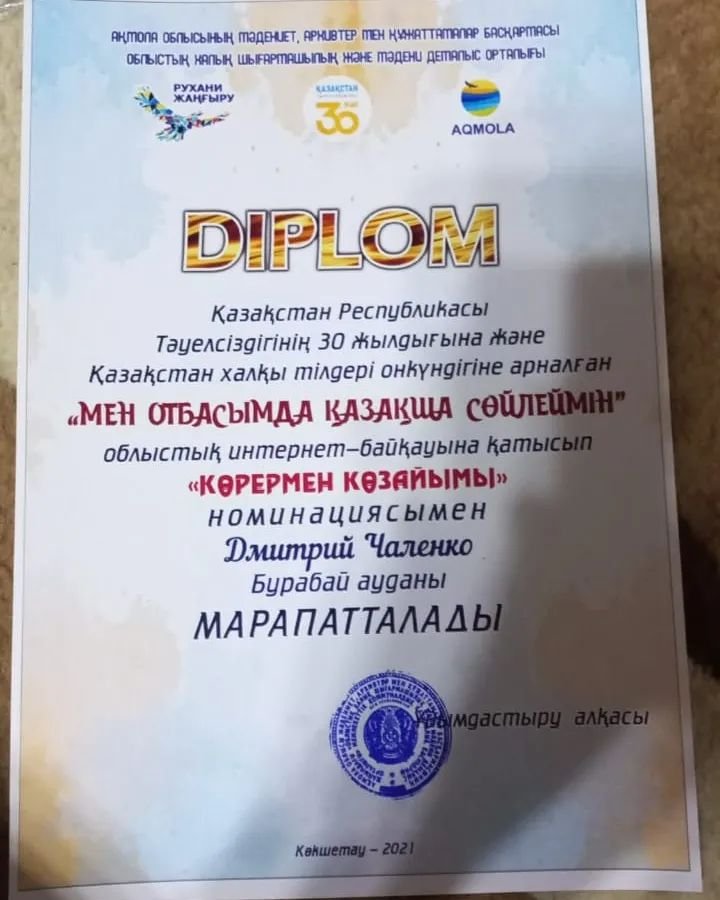 АҚМОЛА ОБЛЫСЫНЫҢ МӘДЕНИЕТ, АРХИВТЕР МЕН ҚҰЖАТТАМАЛАР БАСҚАРМАСЫ
ОБЛЫСТЫҚ ХАЛЫҚ ШЫҒАРМАШЫЛЫҚ ЖӘНЕ МӘДЕНИ ДЕМАЛЫС ОРТАЛЫҒЫ
РУХАНИ
ЖАҢҒЫРУ
ҚАЗАҚСТАН
30
AQMOLA
DIPLOM
Қазақстан Республикасы
Тәуелсіздігінің 30 жылдығына және
Қазақстан халқы тілдері онкүндігіне арналған
«МЕН ОТБАСЫМДА ҚАЗАҚША СӨЙЛЕЙМІН"
облыстық интернет–байқауына қатысып
«КӨРЕРМЕН КӨЗАЙЫМЫ»
номинациясымен
Дмитрий Чаленко
Бурабай ауданы
МАРАПАТТАЛАДЫ
Ұйымдастыру алқасы
Көкшетау – 2021